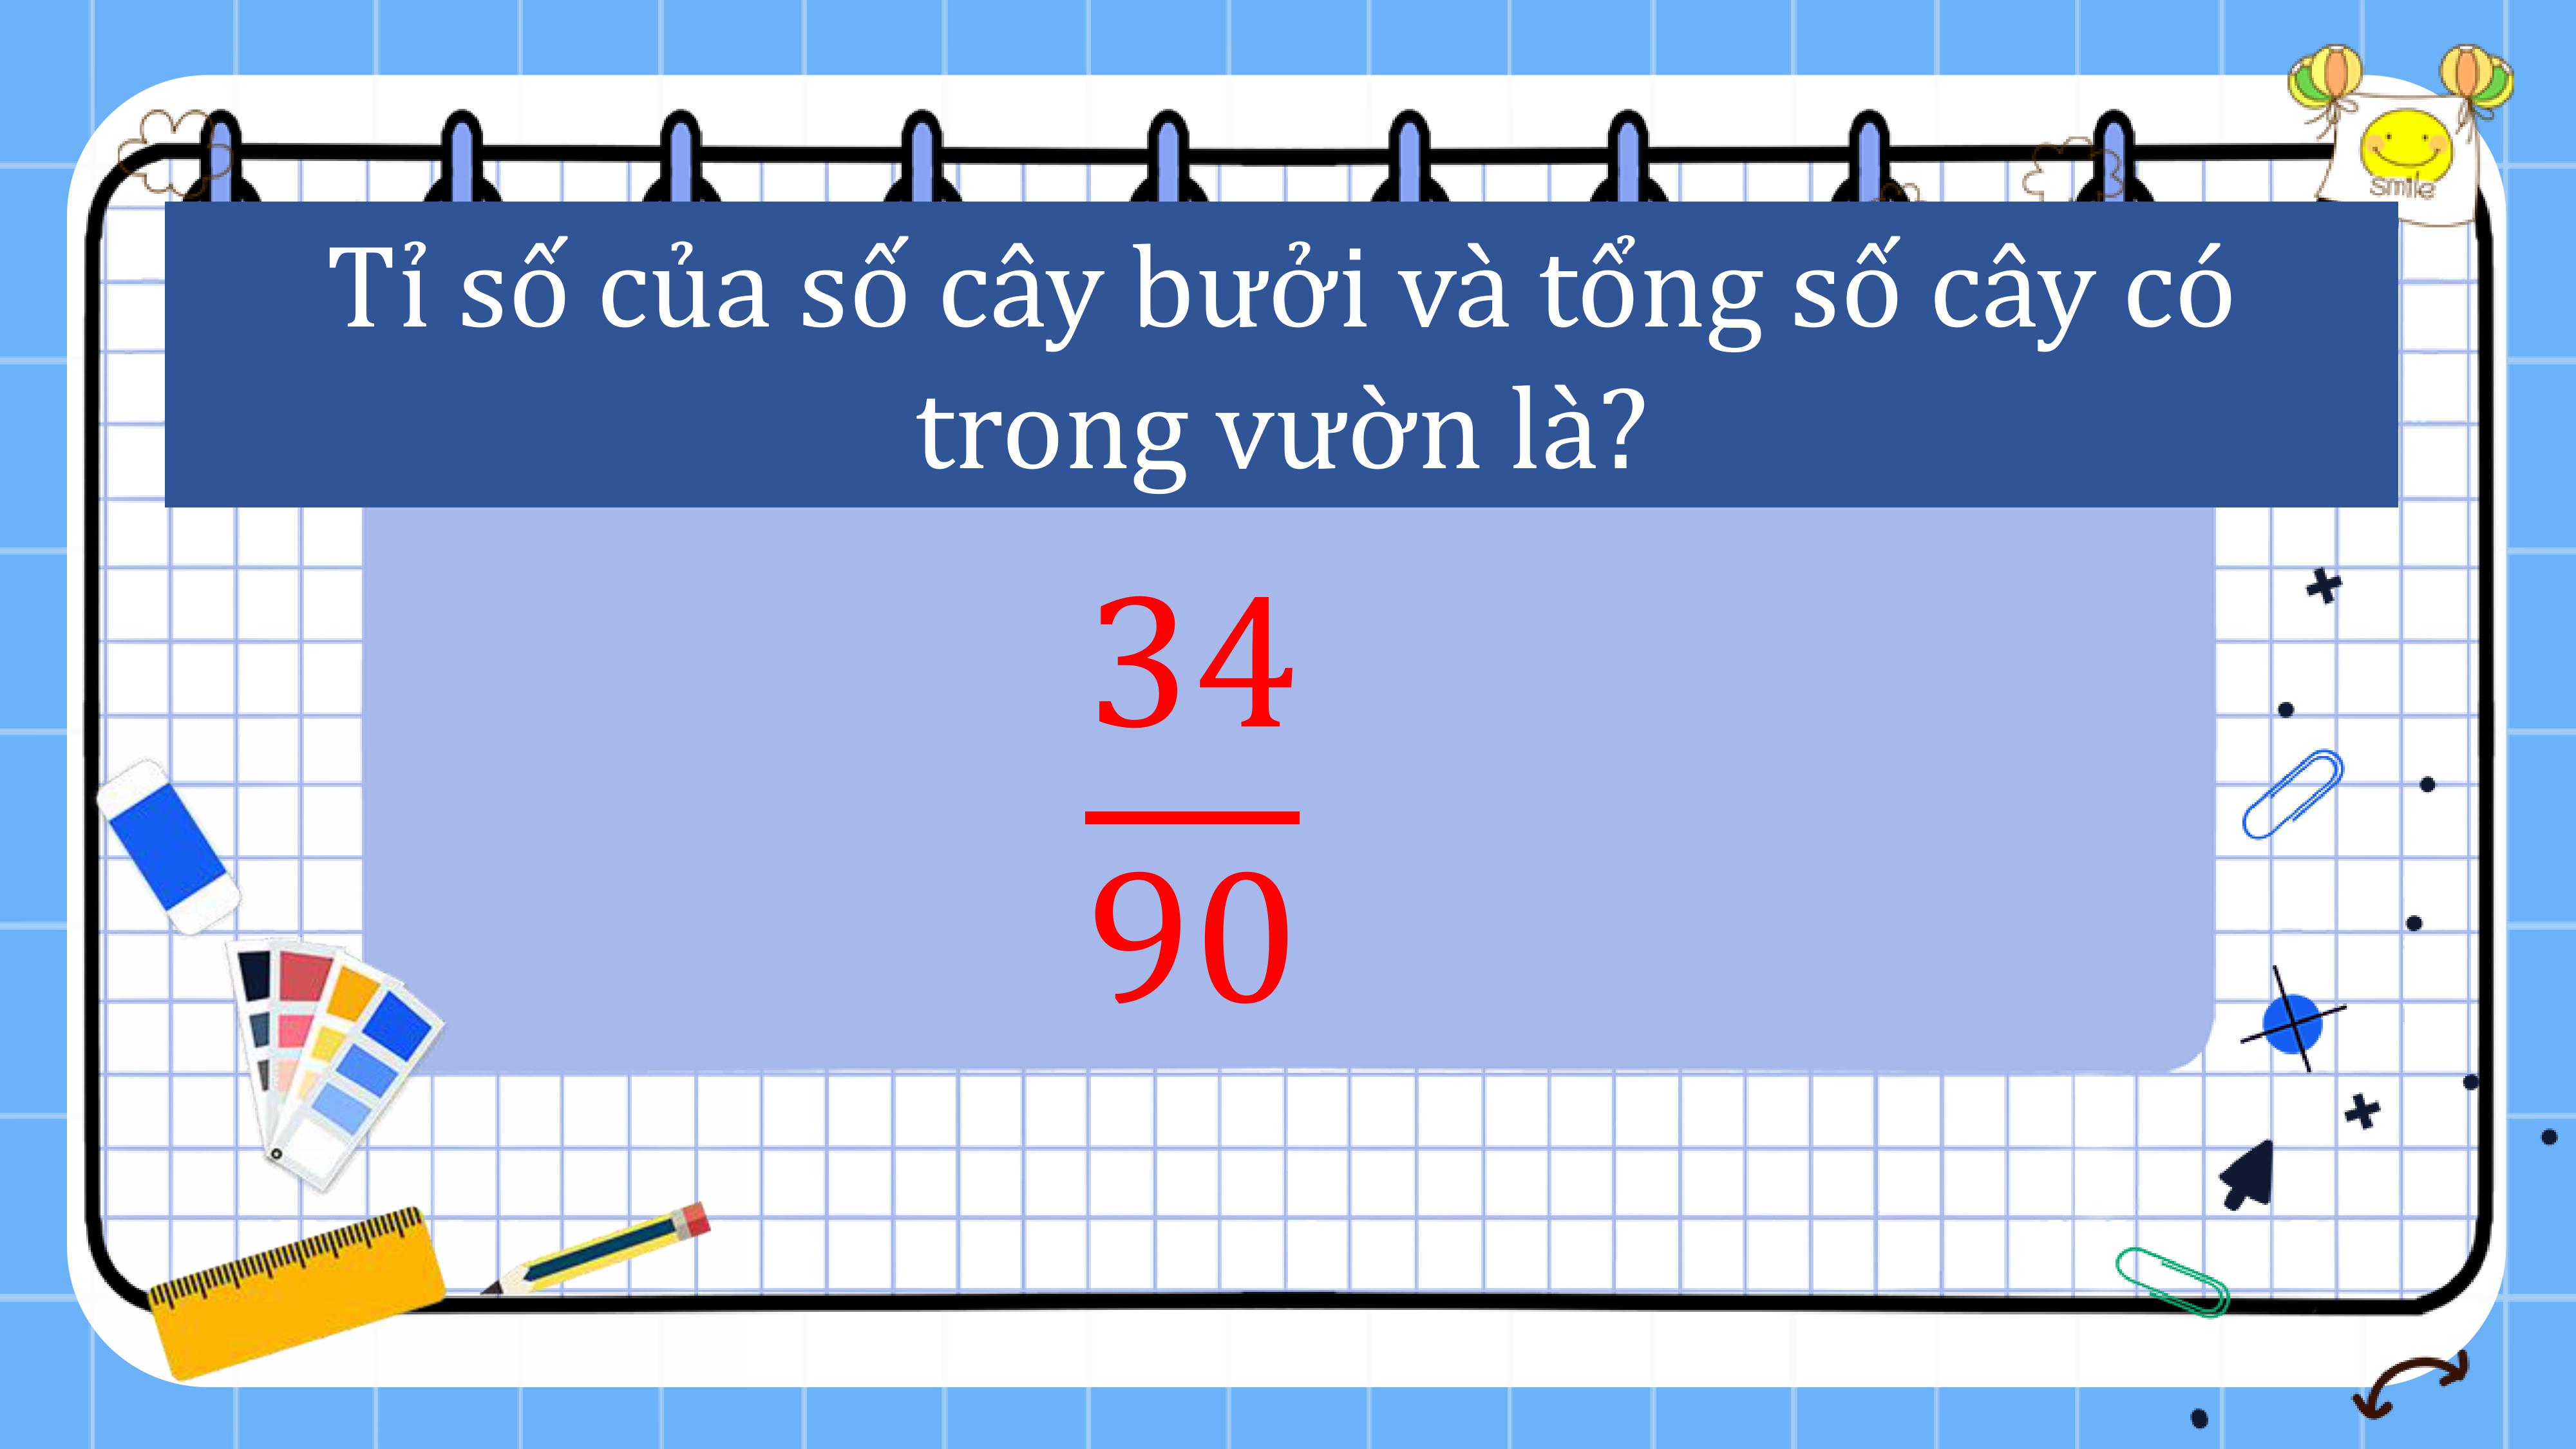 smile
Tỉ số của số cây bưởi và tổng số cây có
trong vườn là?
34
90